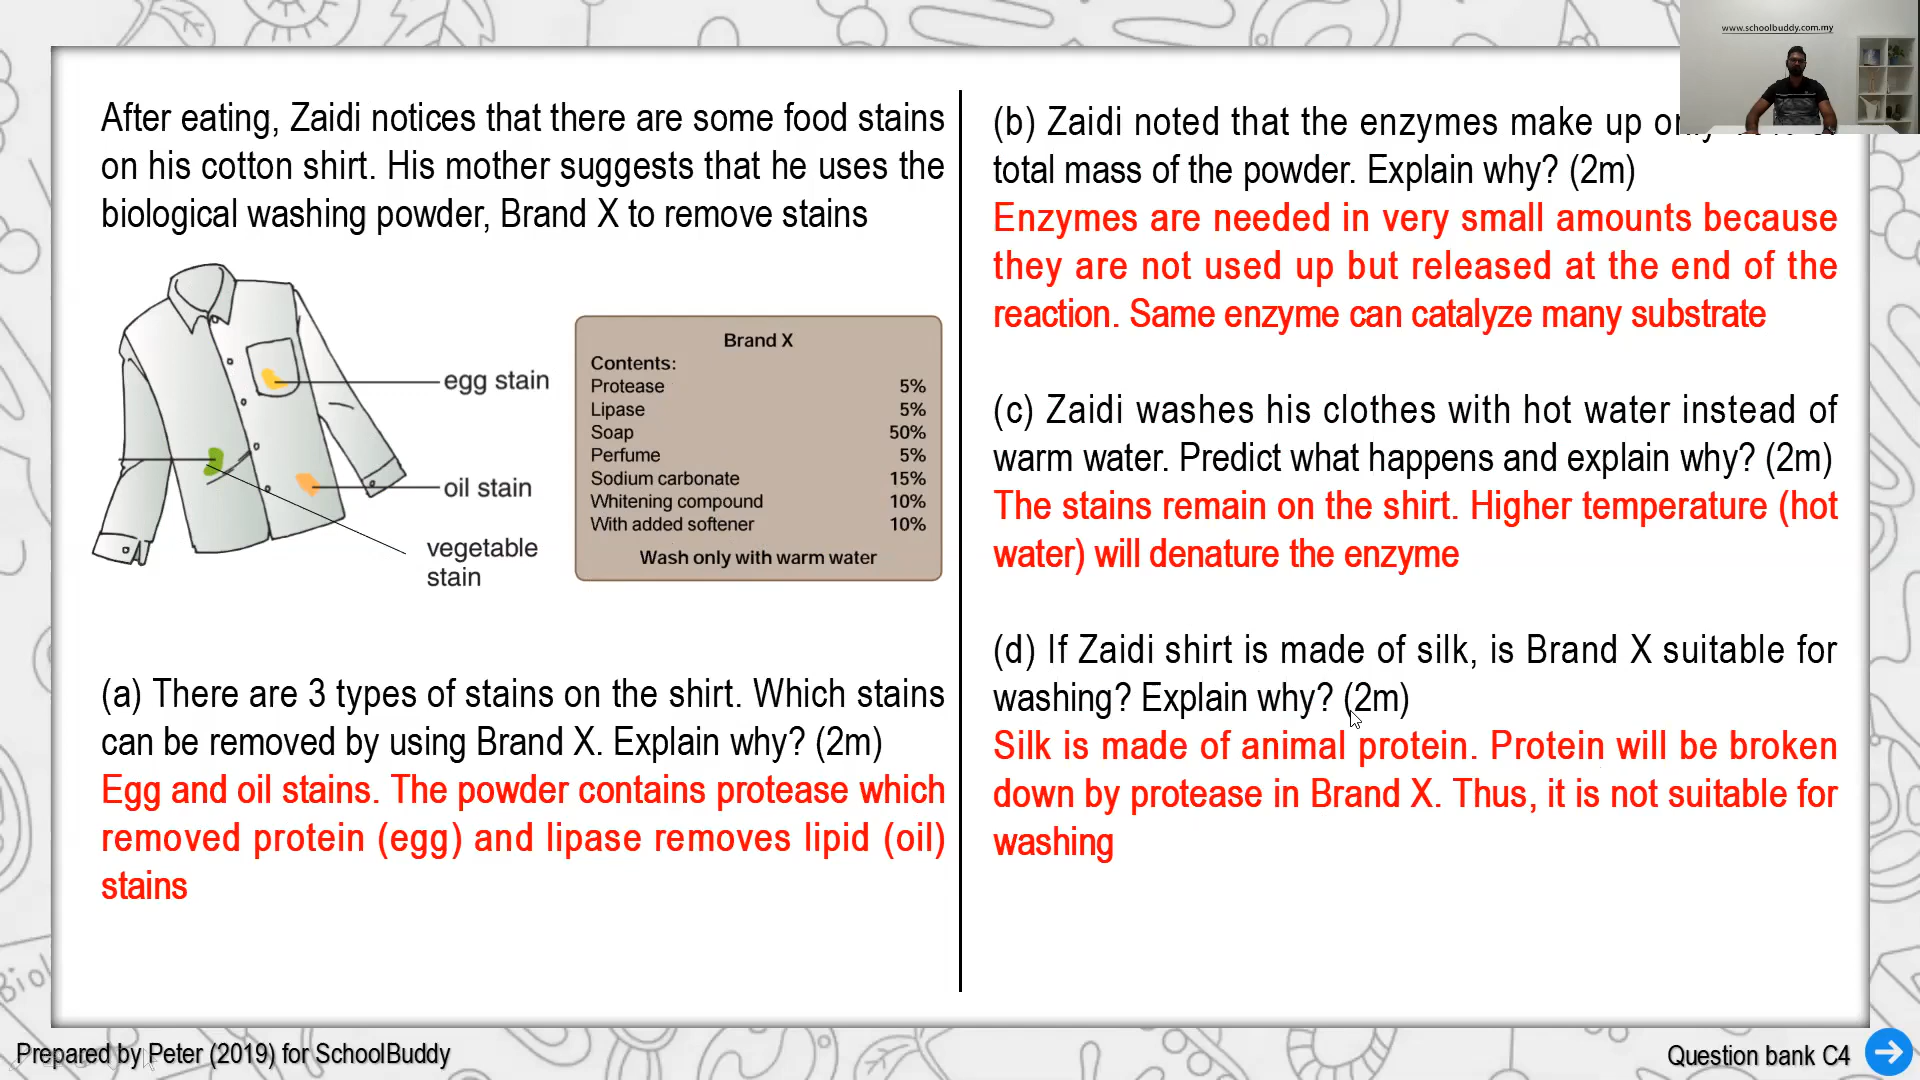 www.schoolbuddy.com.my
After eating, Zaidi notices that there are some food stains
on his cotton shirt. His mother suggests that he uses the
biological washing powder, Brand X to remove stains
egg stain
oil stain
vegetable
stain
Brand X
Contents:
Protease 5%
Lipase 5%
Soap 50%
Perfume 5%
Sodium carbonate 15%
Whitening compound 10%
With added softener 10%
Wash only with warm water
(a) There are 3 types of stains on the shirt. Which stains
can be removed by using Brand X. Explain why? (2m)
Egg and oil stains. The powder contains protease which
removed protein (egg) and lipase removes lipid (oil)
stains
(b) Zaidi noted that the enzymes make up only
total mass of the powder. Explain why? (2m)
Enzymes are needed in very small amounts because
they are not used up but released at the end of the
reaction. Same enzyme can catalyze many substrate
(c) Zaidi washes his clothes with hot water instead of
warm water. Predict what happens and explain why? (2m)
The stains remain on the shirt. Higher temperature (hot
water) will denature the enzyme
(d) If Zaidi shirt is made of silk, is Brand X suitable for
washing? Explain why? (2m)
Silk is made of animal protein. Protein will be broken
down by protease in Brand X. Thus, it is not suitable for
washing
Prepared by Peter (2019) for SchoolBuddy
Question bank C4